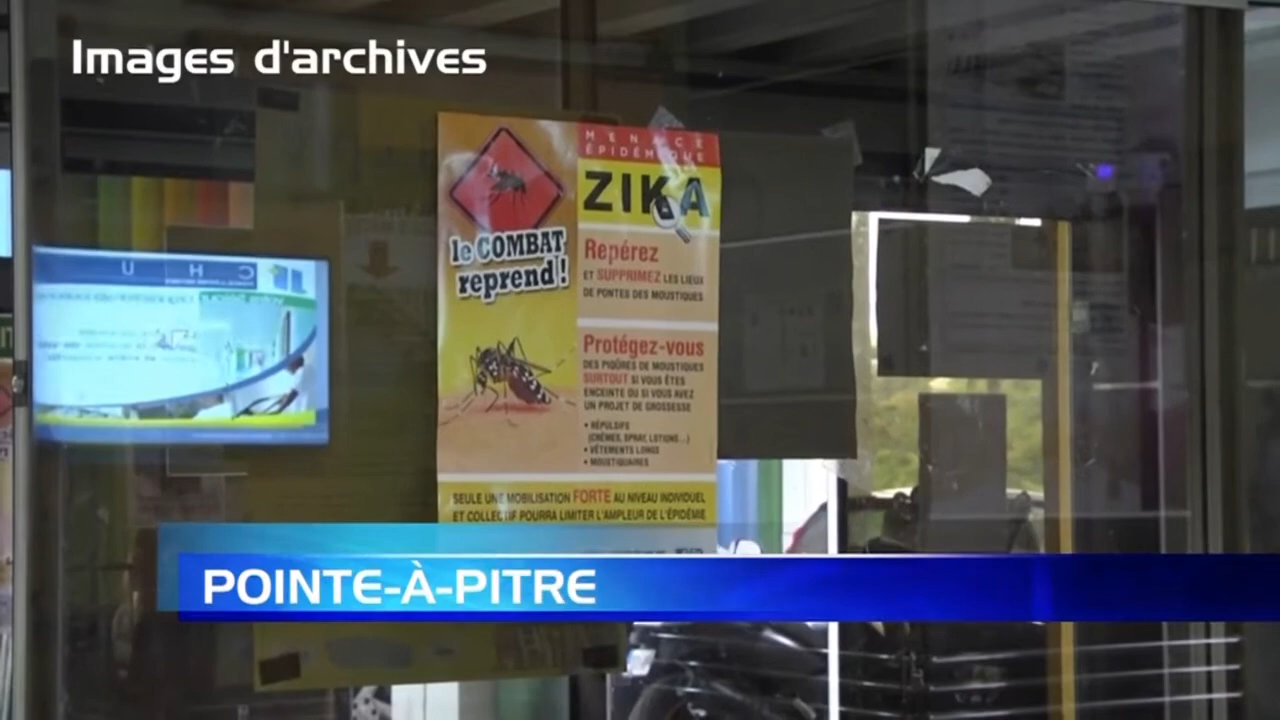 Images d'archives
MENACE
ÉPIDÉMIQUE
ZIKA
le COMBAT
reprend !
Repérez
ET SUPPRIMEZ LES LIEUX
DE PONTES DES MOUSTIQUES
Protégez-vous
DES PIQÛRES DE MOUSTIQUES
SURTOUT SI VOUS ÊTES
ENCEINTE OU SI VOUS AVEZ
UN PROJET DE GROSSESSE
• RÉPULSIFS
(CRÈMES, SPRAY, LOTIONS...)
• VÊTEMENTS LONGS
• MOUSTIQUAIRES
SEULE UNE MOBILISATION FORTE AU NIVEAU INDIVIDUEL
ET COLLECTIF POURRA LIMITER L'AMPLEUR DE L'ÉPIDÉMIE
CHU
POINTE-À-PITRE